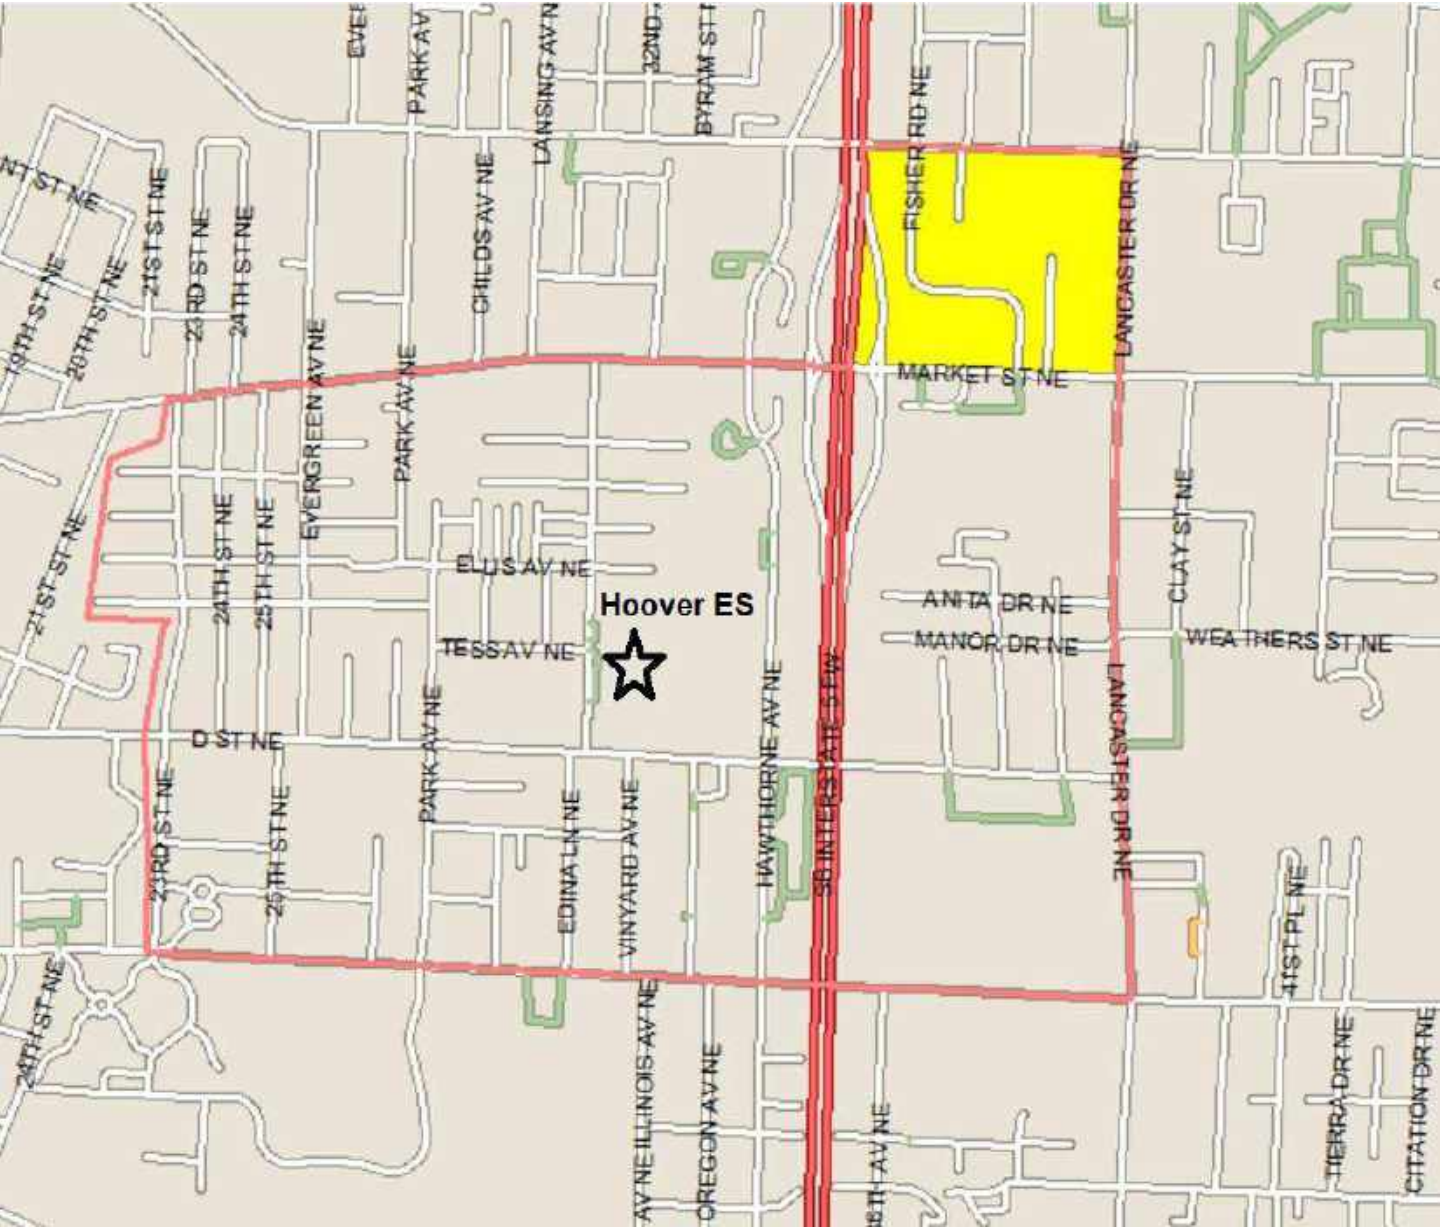 PARK AV
LANSING AV N
BYRAM ST N
FISHER RD NE
NT ST NE
21ST ST NE
23RD ST NE
24TH ST NE
CHILDS AV NE
LANCASTER DR NE
19TH ST NE
20TH ST NE
EVERGREEN AV NE
PARK AV NE
MARKET ST NE
21ST ST NE
24TH ST NE
25TH ST NE
CLAY ST NE
ELLIS AV NE
Hoover ES
ANITA DR NE
TESS AV NE
MANOR DR NE
WEATHERS ST NE
PARK AV NE
HAWTHORNE AV NE
SB INTERSTATE 5 FW
LANCASTER DR NE
D ST NE
23RD ST NE
25TH ST NE
EDINA LN NE
VINYARD AV NE
41ST PL NE
24TH ST NE
AV NE ILLINOIS AV NE
OREGON AV NE
TIERRA DR NE
CITATION DR NE